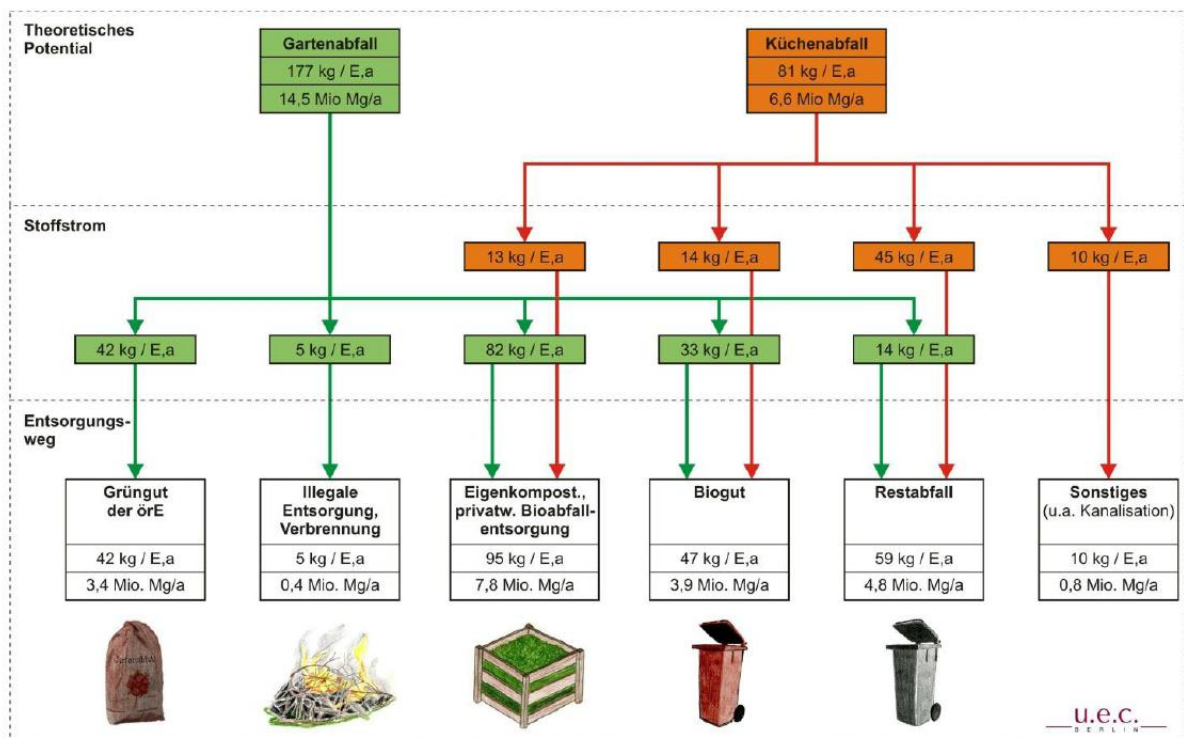 Theoretisches
Potential
Gartenabfall
177 kg / E,a
14,5 Mio Mg/a
Küchenabfall
81 kg / E,a
6,6 Mio Mg/a
Stoffstrom
13 kg / E,a
14 kg / E,a
45 kg / E,a
10 kg / E,a
42 kg / E,a
5 kg / E,a
82 kg / E,a
33 kg / E,a
14 kg / E,a
Entsorgungs-
weg
Grüngut
der örE
42 kg / E,a
3,4 Mio. Mg/a
Illegale
Entsorgung,
Verbrennung
5 kg / E,a
0,4 Mio. Mg/a
Eigenkompost.,
privatw. Bioabfall-
entsorgung
95 kg / E,a
7,8 Mio. Mg/a
Biogut
47 kg / E,a
3,9 Mio. Mg/a
Restabfall
59 kg / E,a
4,8 Mio. Mg/a
Sonstiges
(u.a. Kanalisation)
10 kg / E,a
0,8 Mio. Mg/a
u.e.c.
BERLIN